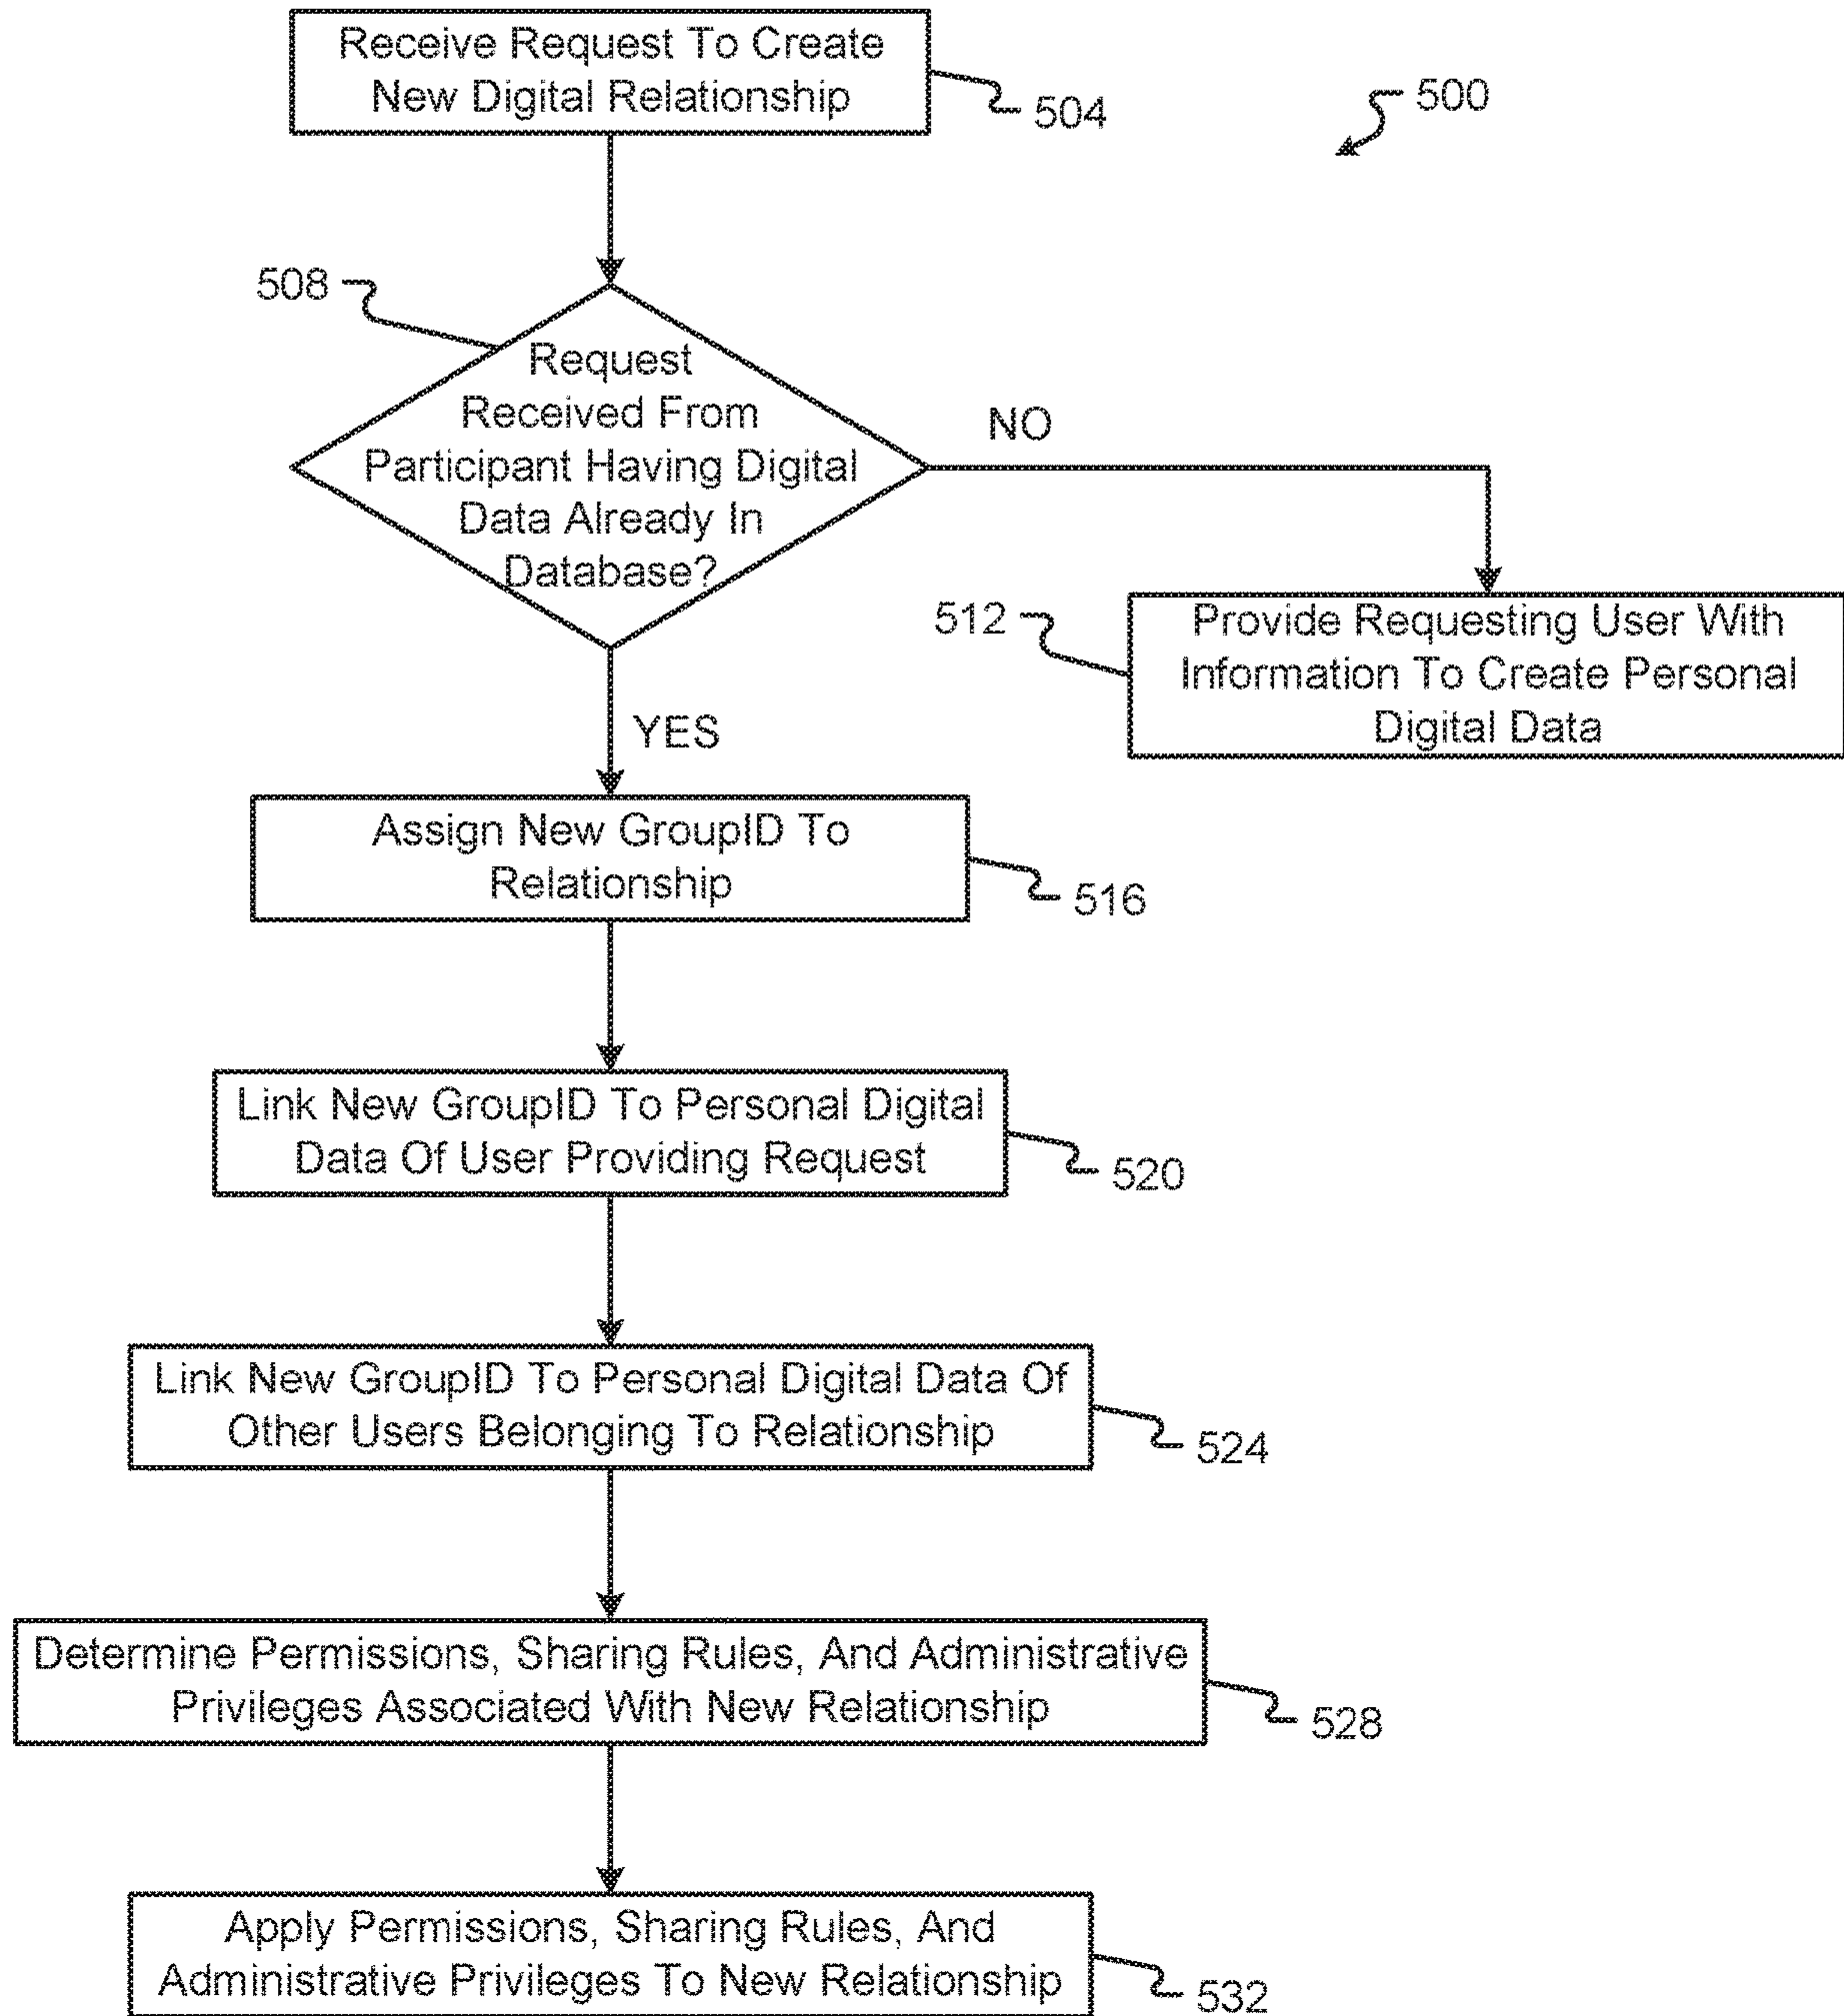 Receive Request To Create
New Digital Relationship
504
500
508
Request
Received From
Participant Having Digital
Data Already In
Database?
NO
512
Provide Requesting User With
Information To Create Personal
Digital Data
YES
Assign New GroupID To
Relationship
516
Link New GroupID To Personal Digital
Data Of User Providing Request
520
Link New GroupID To Personal Digital Data Of
Other Users Belonging To Relationship
524
Determine Permissions, Sharing Rules, And Administrative
Privileges Associated With New Relationship
528
Apply Permissions, Sharing Rules, And
Administrative Privileges To New Relationship
532